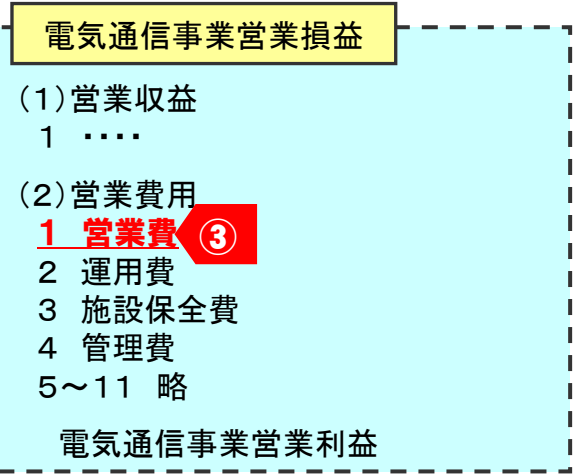 電気通信事業営業損益
(1)営業収益
1 ・・・・
(2)営業費用
1 営業費 ③
2 運用費
3 施設保全費
4 管理費
5～11 略
電気通信事業営業利益